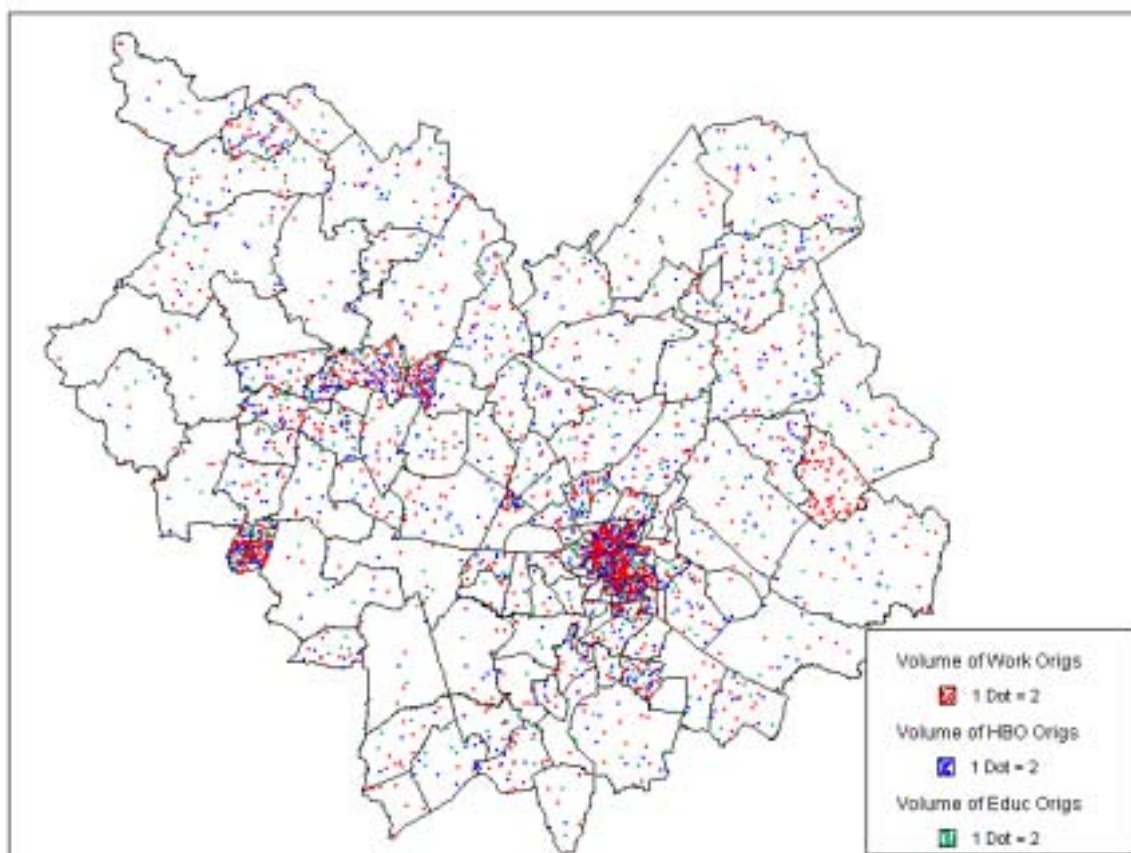 Volume of Work Origs
1 Dot = 2
Volume of HBO Origs
1 Dot = 2
Volume of Educ Origs
1 Dot = 2